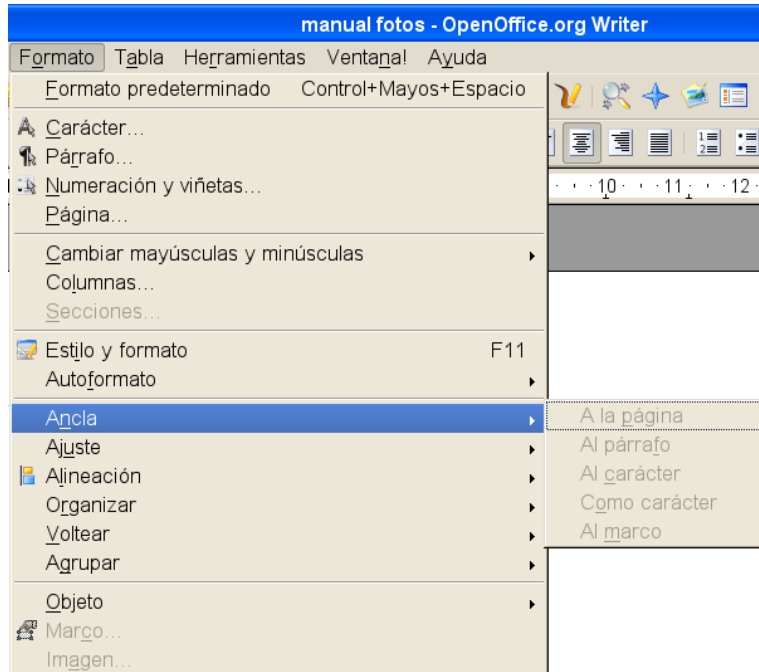 manual fotos - OpenOffice.org Writer
Formato Tabla Herramientas Ventana! Ayuda
Formato predeterminado Control+Mayos+Espacio
Carácter...
Párrafo...
Numeración y viñetas...
Página...
10 11 12
Cambiar mayúsculas y minúsculas
Columnas...
Secciones...
Estilo y formato F11
Autoformato
Ancla
A la página
Ajuste
Al párrafo
Alineación
Al carácter
Organizar
Como carácter
Voltear
Al marco
Agrupar
Objeto
Marco...
Imagen...